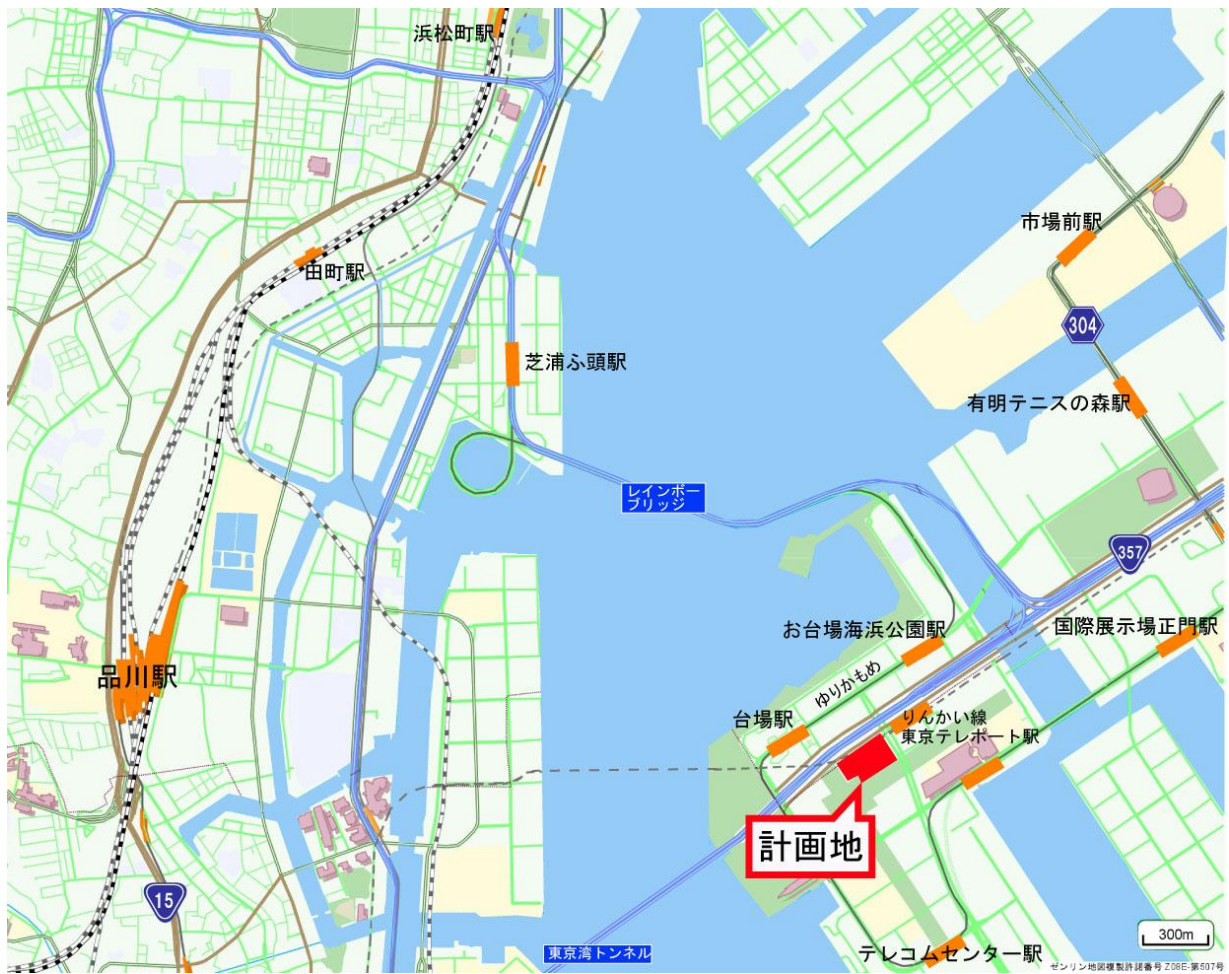 浜松町駅
市場前駅
田町駅
304
芝浦ふ頭駅
有明テニスの森駅
レインボー
ブリッジ
357
お台場海浜公園駅
国際展示場正門駅
品川駅
ゆりかもめ
台場駅
りんかい線
東京テレポート駅
計画地
15
300m
東京湾トンネル
テレコムセンター駅
ゼンリン地図複製許諾番号 Z08E-第507号